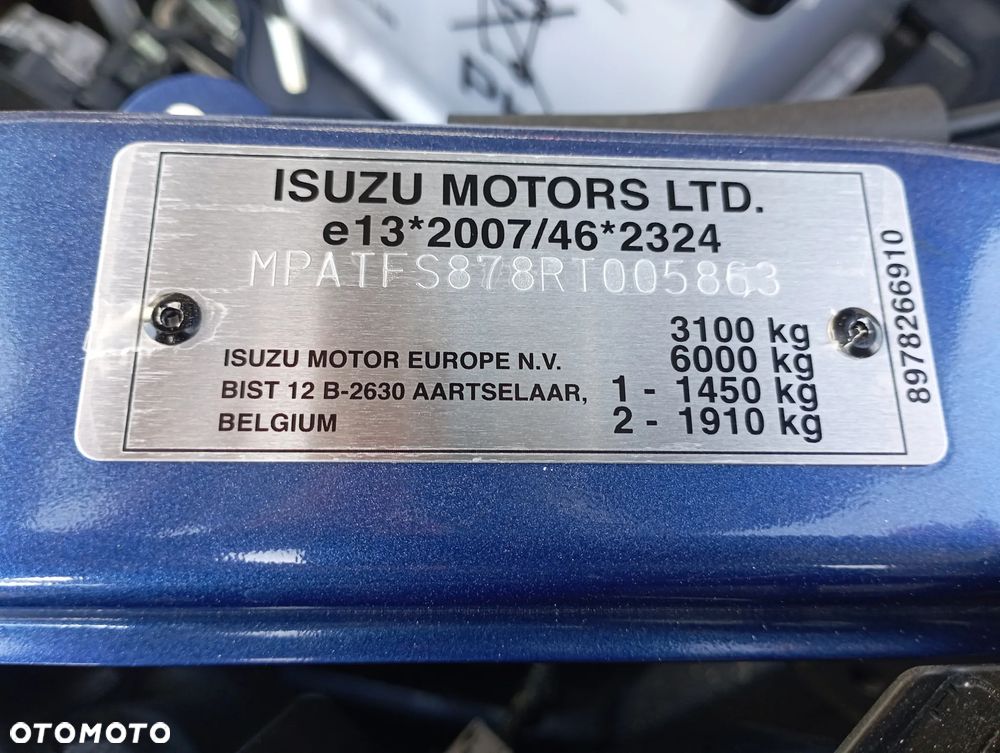 ISUZU MOTORS LTD.
e13*2007/46*2324
MPATFS878RT005863
3100 kg
ISUZU MOTOR EUROPE N.V. 6000 kg
BIST 12 B-2630 AARTSELAAR, 1 - 1450 kg
BELGIUM 2 - 1910 kg
8978266910
OTOMOTO